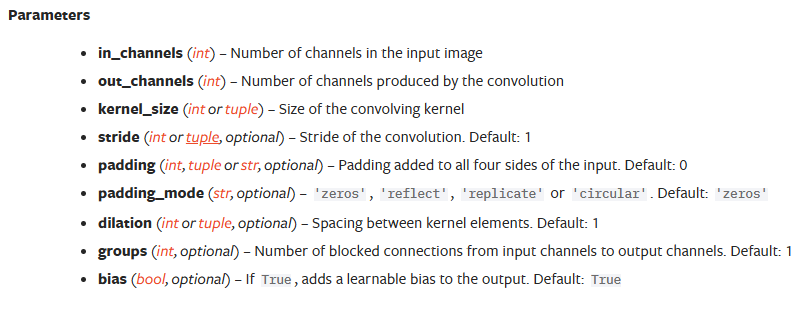 Parameters
• in_channels (int) – Number of channels in the input image
• out_channels (int) – Number of channels produced by the convolution
• kernel_size (int or tuple) – Size of the convolving kernel
• stride (int or tuple, optional) – Stride of the convolution. Default: 1
• padding (int, tuple or str, optional) – Padding added to all four sides of the input. Default: 0
• padding_mode (str, optional) – 'zeros', 'reflect', 'replicate' or 'circular'. Default: 'zeros'
• dilation (int or tuple, optional) – Spacing between kernel elements. Default: 1
• groups (int, optional) – Number of blocked connections from input channels to output channels. Default: 1
• bias (bool, optional) – If True, adds a learnable bias to the output. Default: True